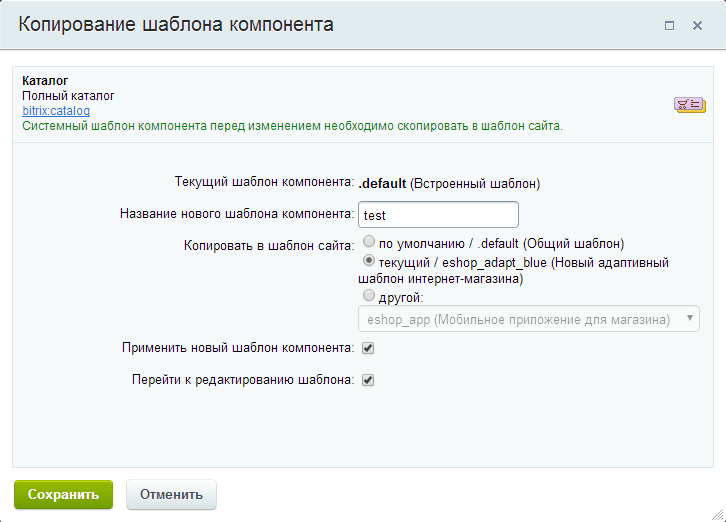 Копирование шаблона компонента
Каталог
Полный каталог
bitrix:catalog
Системный шаблон компонента перед изменением необходимо скопировать в шаблон сайта.
Текущий шаблон компонента: .default (Встроенный шаблон)
Название нового шаблона компонента: test
Копировать в шаблон сайта: по умолчанию / .default (Общий шаблон)
текущий / eshop_adapt_blue (Новый адаптивный
шаблон интернет-магазина)
другой:
eshop_app (Мобильное приложение для магазина)
Применить новый шаблон компонента:
Перейти к редактированию шаблона:
Сохранить Отменить